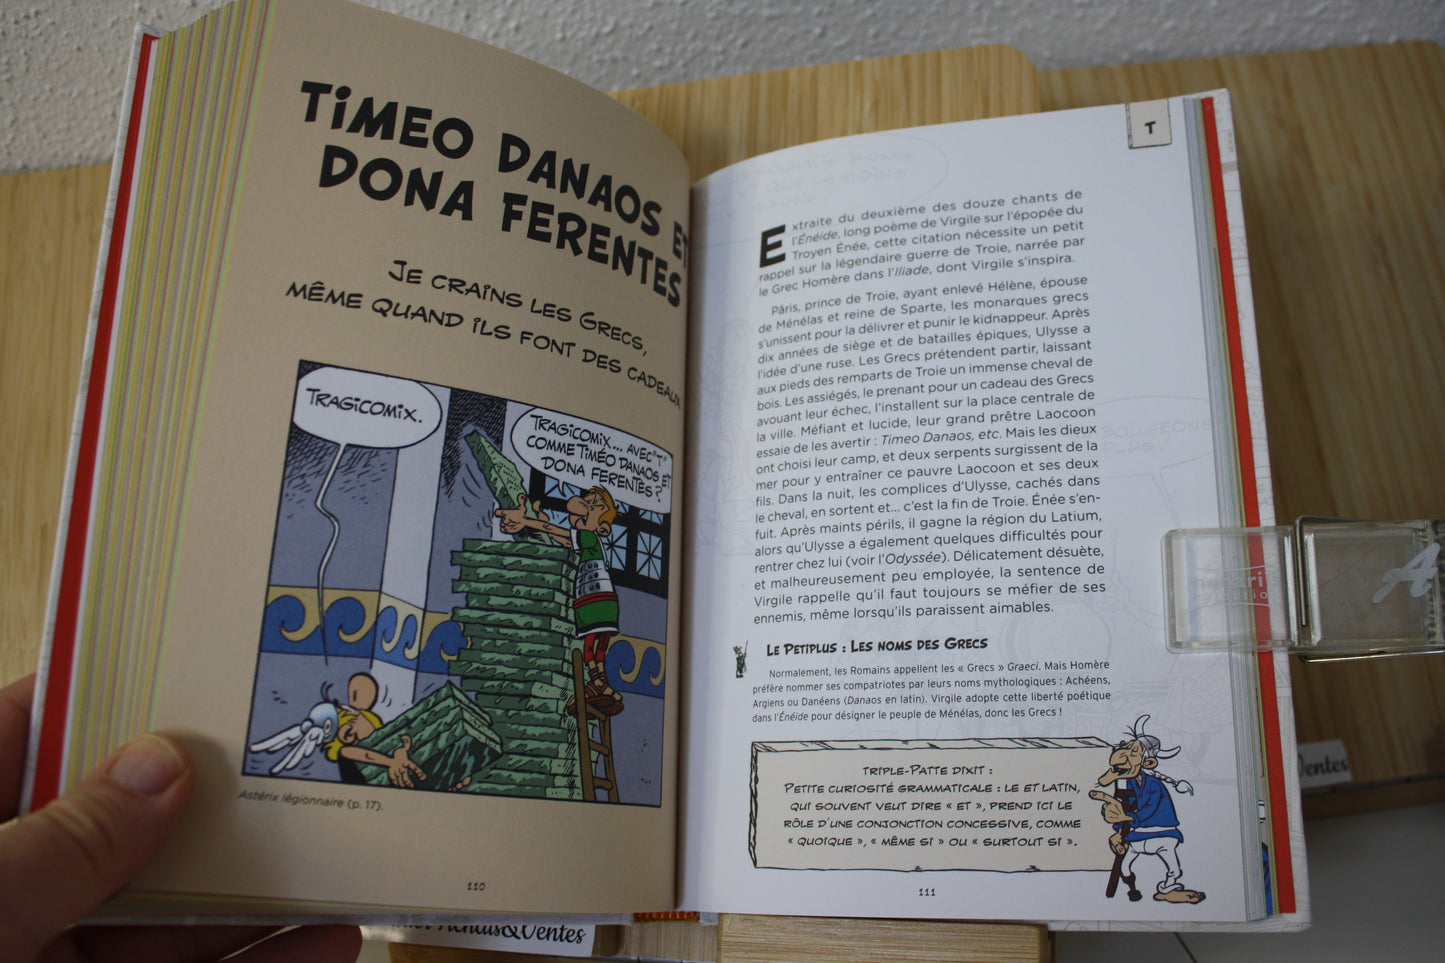 TIMEO DANAOS ET
DONA FERENTES
JE CRAINS LES GRECS,
MÊME QUAND ILS FONT DES CADEAUX
TRAGICOMIX.
TRAGICOMIX... AVEC "T"
COMME TIMÉO DANAOS ET
DONA FERENTES ?
Astérix légionnaire (p. 17).
110
T
Extraite du deuxième des douze chants de
l'Énéide, long poème de Virgile sur l'épopée du
Troyen Énée, cette citation nécessite un petit
rappel sur la légendaire guerre de Troie, narrée par
le Grec Homère dans l'Iliade, dont Virgile s'inspira.
Pâris, prince de Troie, ayant enlevé Hélène, épouse
de Ménélas et reine de Sparte, les monarques grecs
s'unissent pour la délivrer et punir le kidnappeur. Après
dix années de siège et de batailles épiques, Ulysse a
l'idée d'une ruse. Les Grecs prétendent partir, laissant
aux pieds des remparts de Troie un immense cheval de
bois. Les assiégés, le prenant pour un cadeau des Grecs
avouant leur échec, l'installent sur la place centrale de
la ville. Méfiant et lucide, leur grand prêtre Laocoon
essaie de les avertir : Timeo Danaos, etc. Mais les dieux
ont choisi leur camp, et deux serpents surgissent de la
mer pour y entraîner ce pauvre Laocoon et ses deux
fils. Dans la nuit, les complices d'Ulysse, cachés dans
le cheval, en sortent et... c'est la fin de Troie. Énée s'en-
fuit. Après maints périls, il gagne la région du Latium,
alors qu'Ulysse a également quelques difficultés pour
rentrer chez lui (voir l'Odyssée). Délicatement désuète,
et malheureusement peu employée, la sentence de
Virgile rappelle qu'il faut toujours se méfier de ses
ennemis, même lorsqu'ils paraissent aimables.
LE PETIPLUS : LES NOMS DES GRECS
Normalement, les Romains appellent les « Grecs » Graeci. Mais Homère
préfère nommer ses compatriotes par leurs noms mythologiques : Achéens,
Argiens ou Danéens (Danaos en latin). Virgile adopte cette liberté poétique
dans l'Énéide pour désigner le peuple de Ménélas, donc les Grecs !
TRIPLE-PATTE DIXIT :
PETITE CURIOSITÉ GRAMMATICALE : LE ET LATIN,
QUI SOUVENT VEUT DIRE « ET », PREND ICI LE
RÔLE D'UNE CONJONCTION CONCESSIVE, COMME
« QUOIQUE », « MÊME SI » OU « SURTOUT SI ».
111
A
Achats&Ventes
Ventes